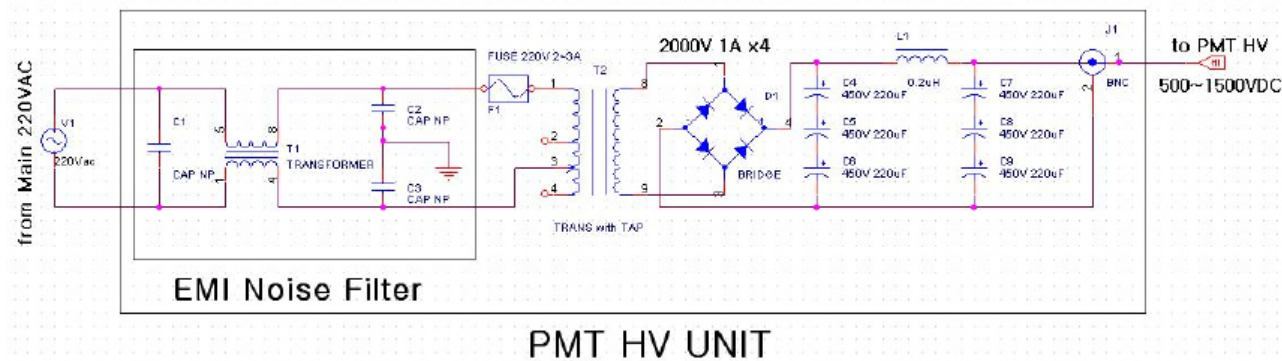 from Main 220VAC
V1
220Vac
C1
CAP NP
5
8
1
4
T1
TRANSFORMER
C2
CAP NP
C3
CAP NP
EMI Noise Filter
FUSE 220V 2~3A
F1
1
2
3
4
T2
8
9
TRANS with TAP
2000V 1A x4
2
4
D1
BRIDGE
C4
450V 220uF
C5
450V 220uF
C6
450V 220uF
L1
0.2uH
C7
450V 220uF
C8
450V 220uF
C9
450V 220uF
J1
1
2
BNC
to PMT HV
500~1500VDC
PMT HV UNIT